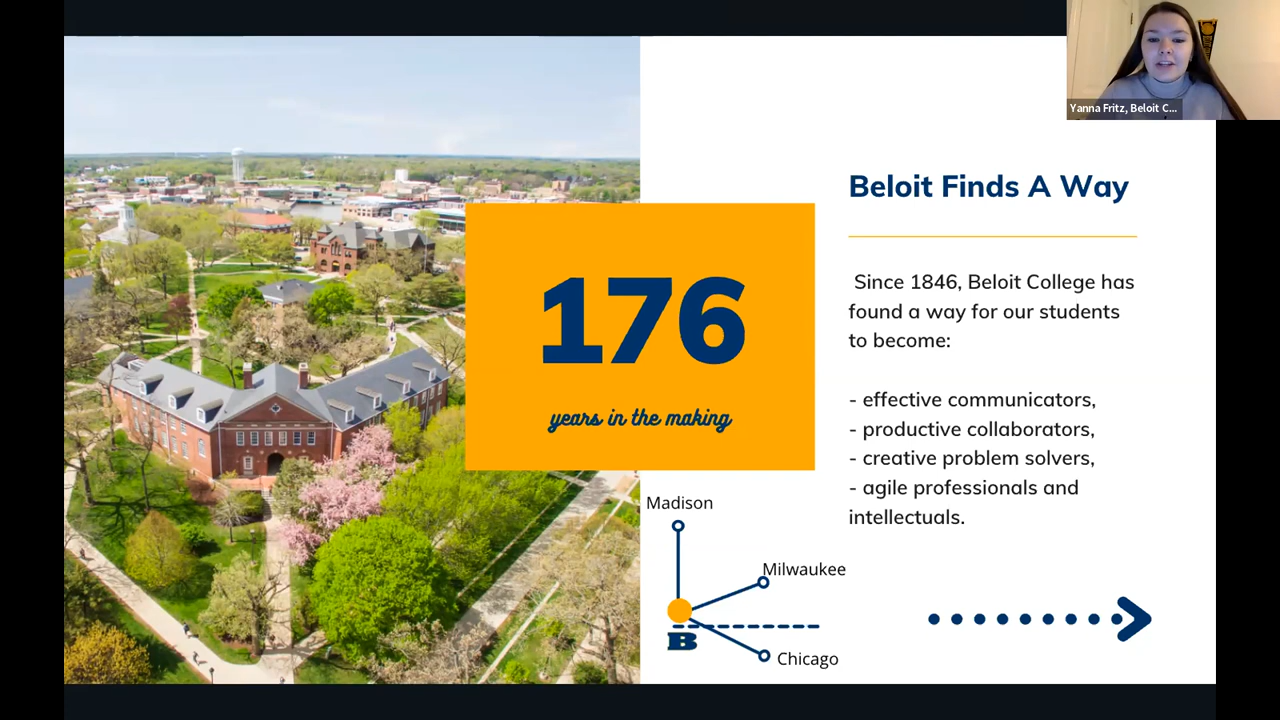 Yanna Fritz, Beloit C...
Beloit Finds A Way
176
years in the making
Since 1846, Beloit College has
found a way for our students
to become:
- effective communicators,
- productive collaborators,
- creative problem solvers,
- agile professionals and
intellectuals.
Madison
Milwaukee
B
Chicago